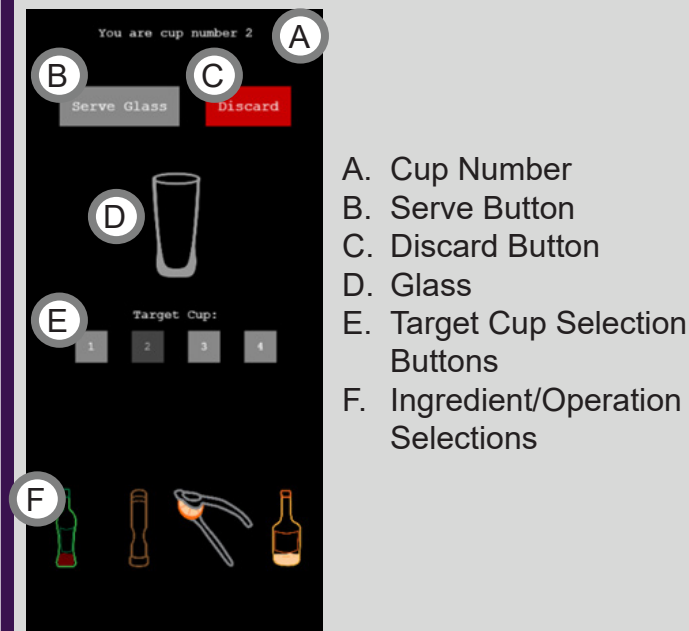 You are cup number 2
A
B
C
Serve Glass
Discard
D
Target Cup:
E
1
2
3
4
F
A. Cup Number
B. Serve Button
C. Discard Button
D. Glass
E. Target Cup Selection
Buttons
F. Ingredient/Operation
Selections